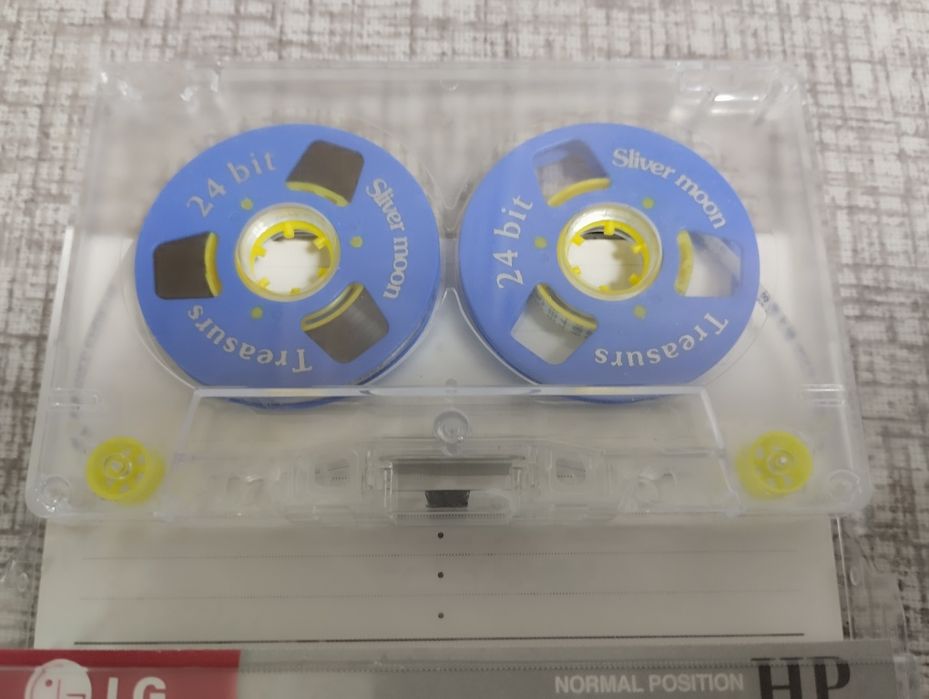 24 bit
Sliver moon
Treasurs
24 bit
Sliver moon
Treasurs
LG
NORMAL POSITION
HP